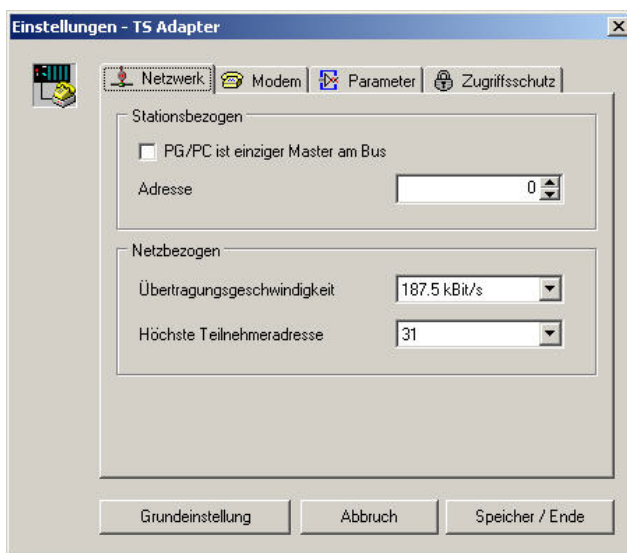 Einstellungen - TS Adapter
Netzwerk Modem Parameter Zugriffsschutz
Stationsbezogen
PG/PC ist einziger Master am Bus
Adresse 0
Netzbezogen
Übertragungsgeschwindigkeit 187.5 kBit/s
Höchste Teilnehmeradresse 31
Grundeinstellung Abbruch Speicher / Ende